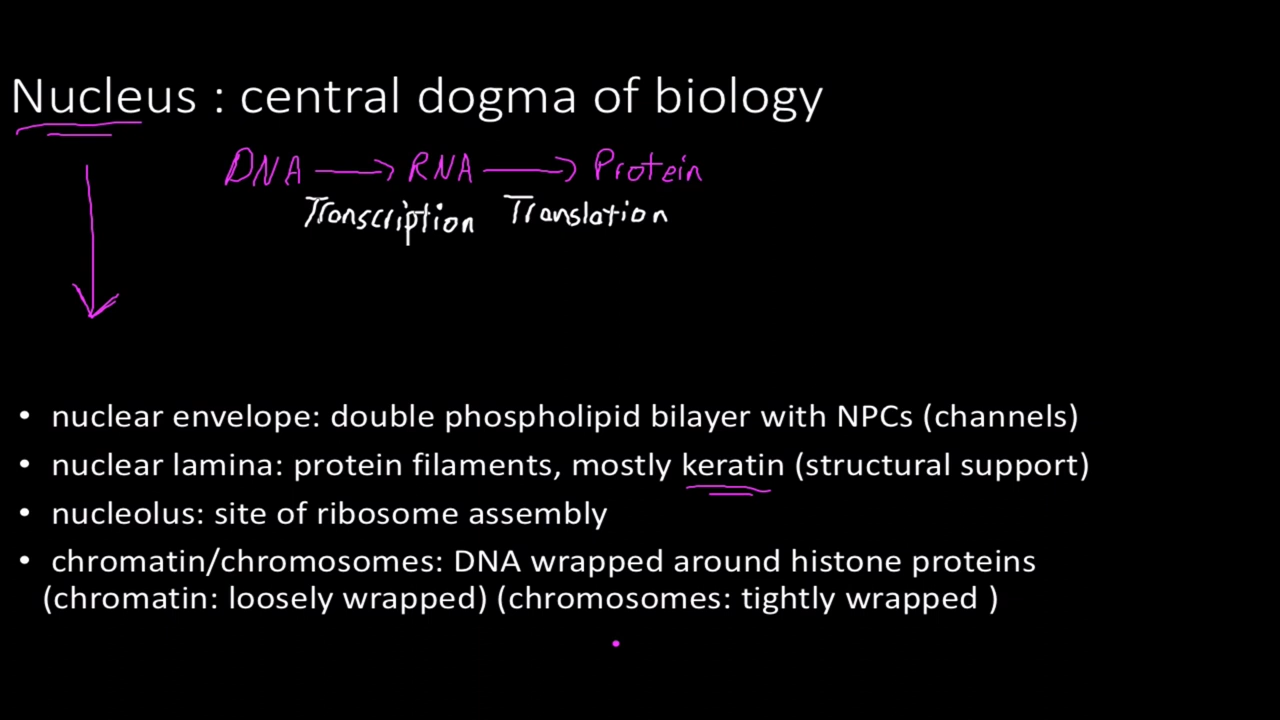 Nucleus : central dogma of biology
DNA → RNA → Protein
Transcription Translation
• nuclear envelope: double phospholipid bilayer with NPCs (channels)
• nuclear lamina: protein filaments, mostly keratin (structural support)
• nucleolus: site of ribosome assembly
• chromatin/chromosomes: DNA wrapped around histone proteins
(chromatin: loosely wrapped) (chromosomes: tightly wrapped )